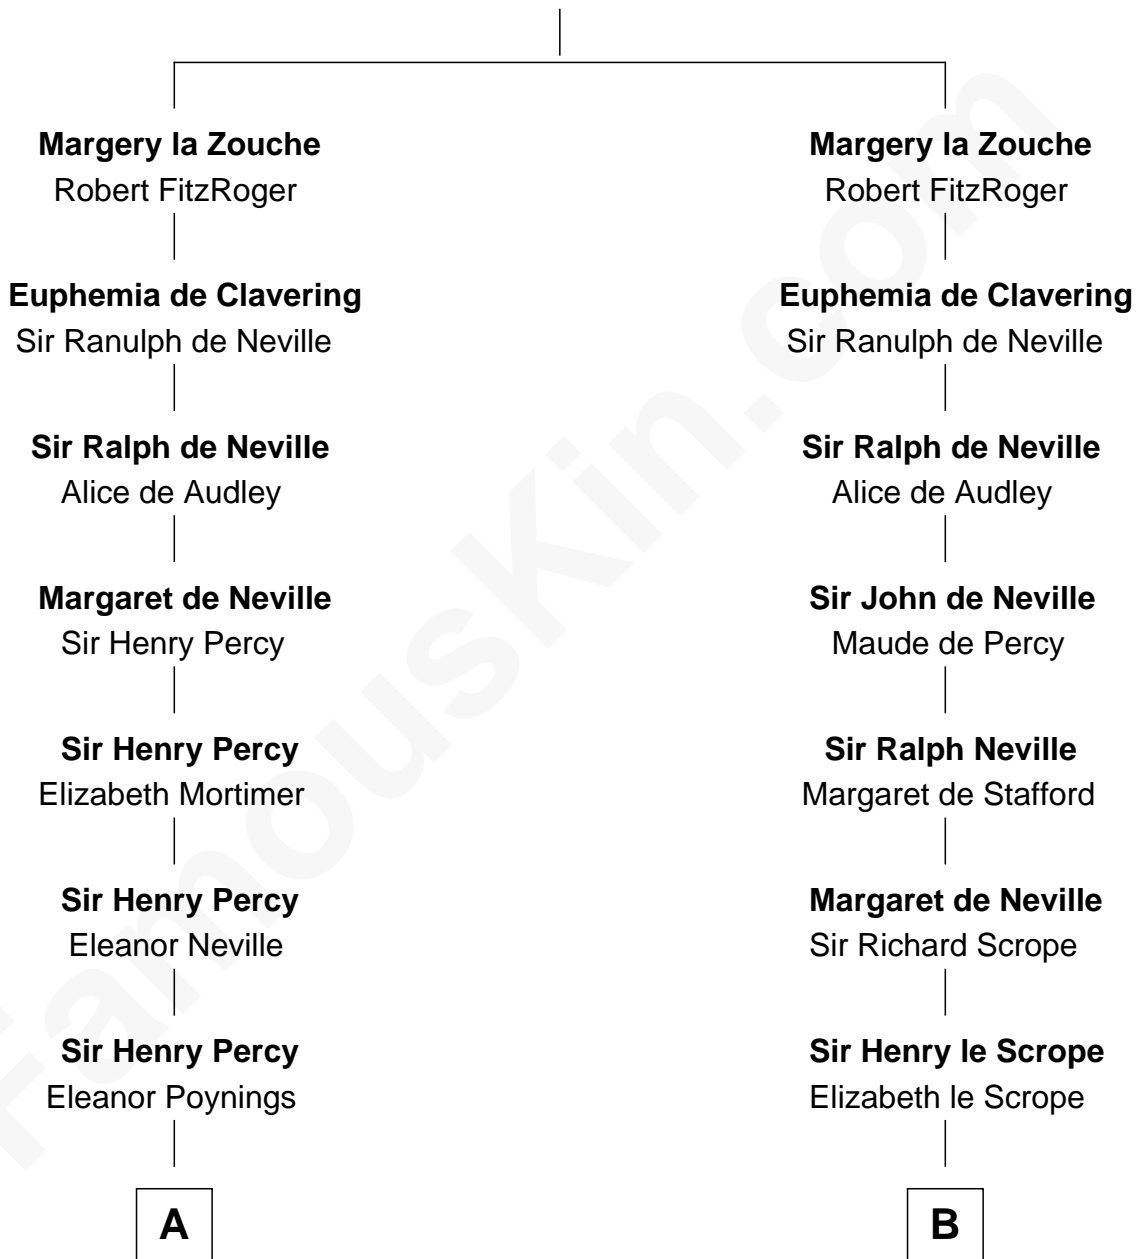 Margery la Zouche
Robert FitzRoger
Euphemia de Clavering
Sir Ranulph de Neville
Sir Ralph de Neville
Alice de Audley
Margaret de Neville
Sir Henry Percy
Sir Henry Percy
Elizabeth Mortimer
Sir Henry Percy
Eleanor Neville
Sir Henry Percy
Eleanor Poynings
A
Margery la Zouche
Robert FitzRoger
Euphemia de Clavering
Sir Ranulph de Neville
Sir Ralph de Neville
Alice de Audley
Sir John de Neville
Maude de Percy
Sir Ralph Neville
Margaret de Stafford
Margaret de Neville
Sir Richard Scrope
Sir Henry le Scrope
Elizabeth le Scrope
B
FamousKin.com